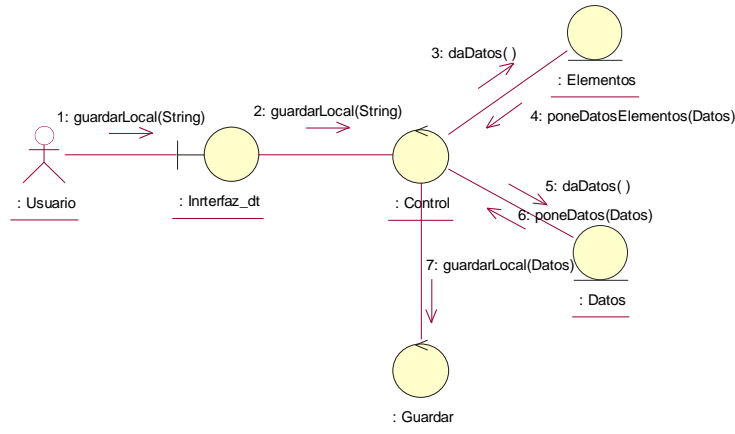 3: daDatos( )
: Elementos
1: guardarLocal(String)
2: guardarLocal(String)
4: poneDatosElementos(Datos)
5: daDatos( )
: Usuario
: Inrterfaz_dt
: Control
6: poneDatos(Datos)
7: guardarLocal(Datos)
: Datos
: Guardar